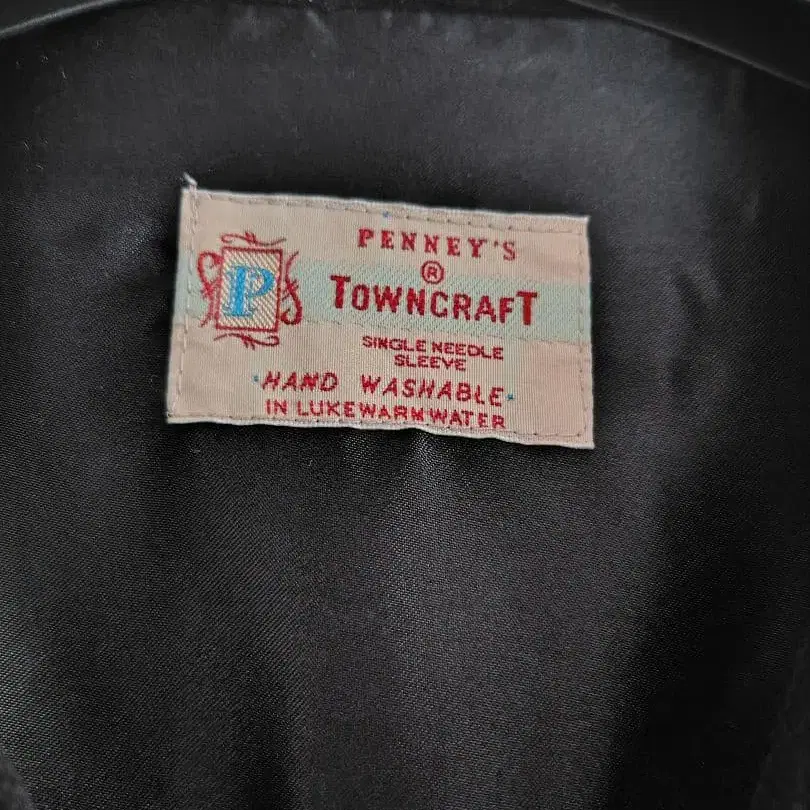 PENNEY'S
®
P
TOWNCRAFT
SINGLE NEEDLE
SLEEVE
HAND WASHABLE
IN LUKEWARM WATER